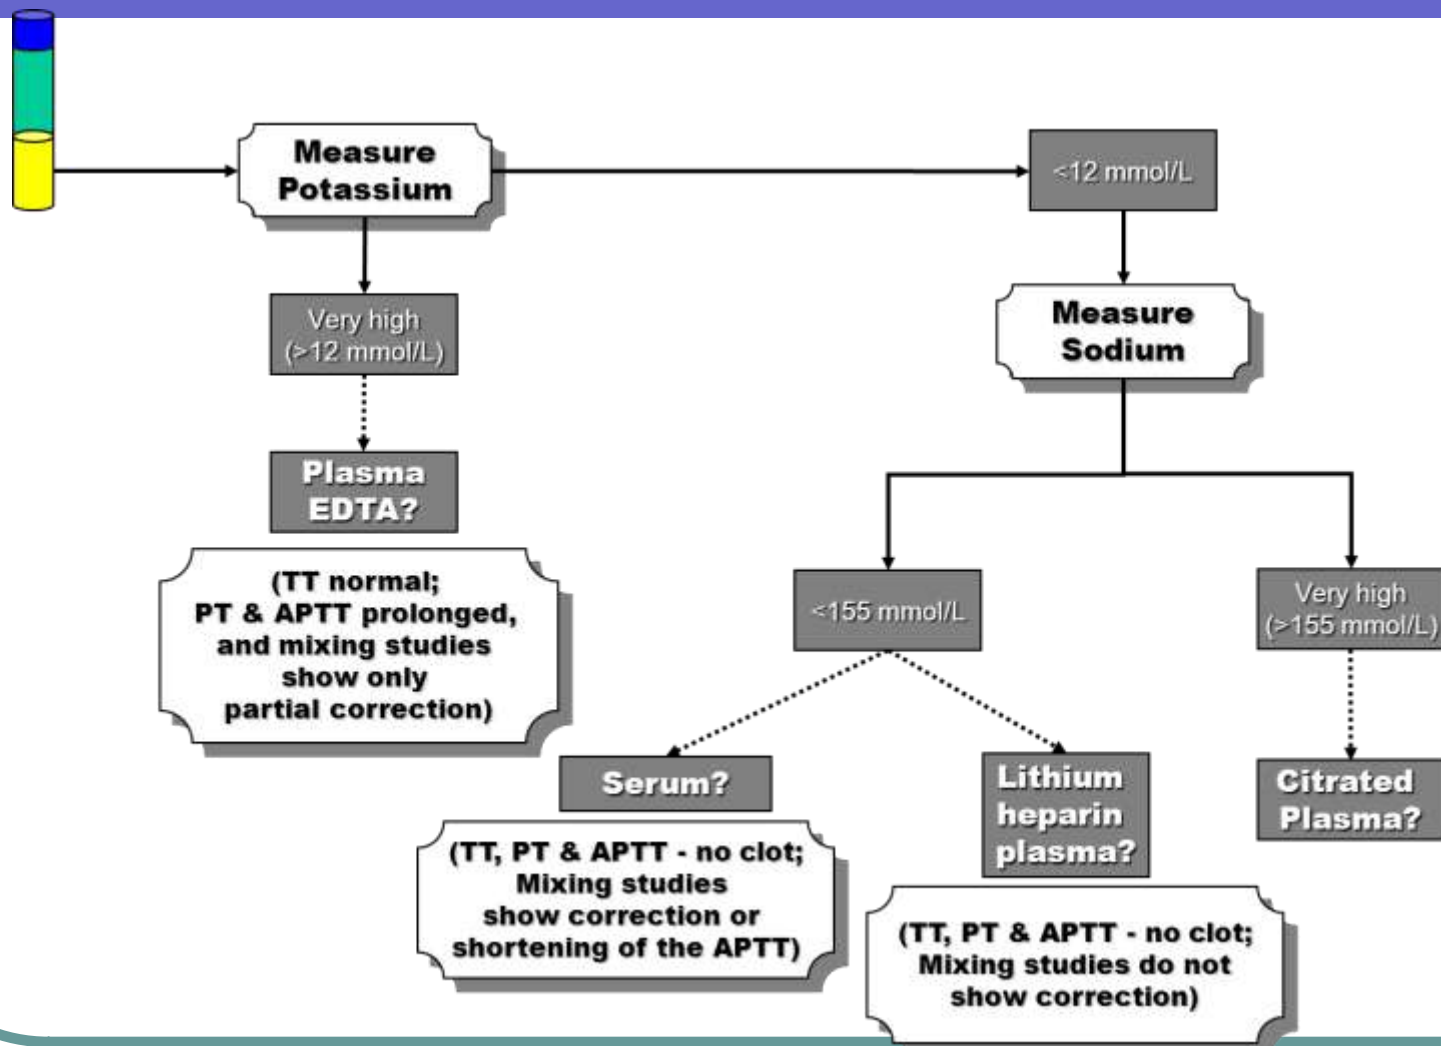 Measure
Potassium
<12 mmol/L
Very high
(>12 mmol/L)
Measure
Sodium
Plasma
EDTA?
(TT normal;
PT & APTT prolonged,
and mixing studies
show only
partial correction)
<155 mmol/L
Very high
(>155 mmol/L)
Serum?
(TT, PT & APTT - no clot;
Mixing studies
show correction or
shortening of the APTT)
Lithium
heparin
plasma?
(TT, PT & APTT - no clot;
Mixing studies do not
show correction)
Citrated
Plasma?